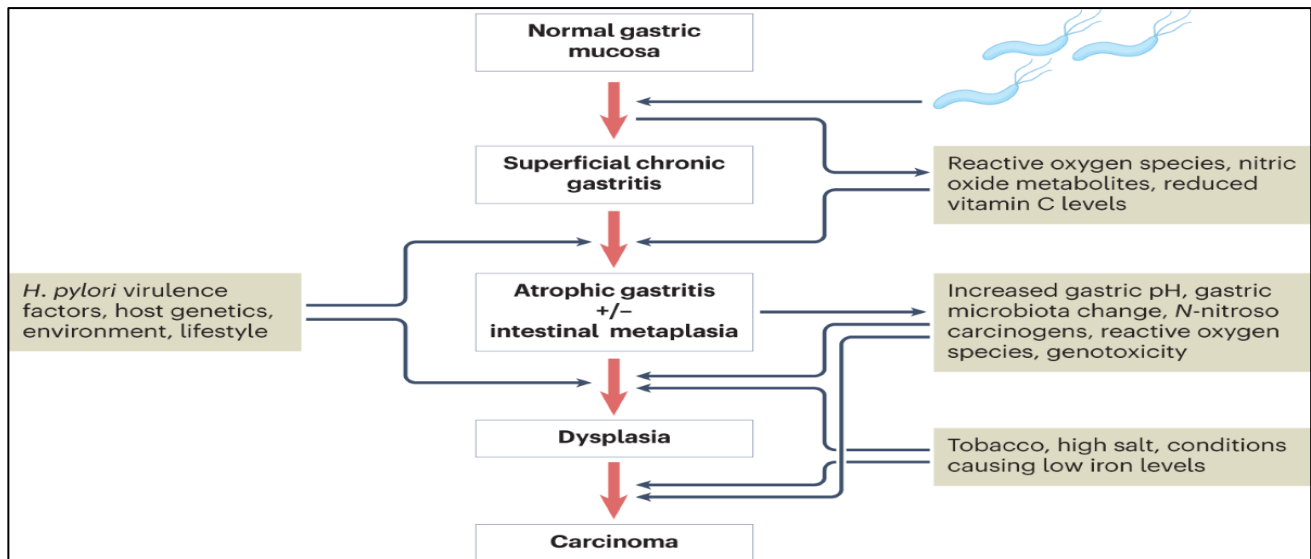 Normal gastric
mucosa
Superficial chronic
gastritis
Reactive oxygen species, nitric
oxide metabolites, reduced
vitamin C levels
H. pylori virulence
factors, host genetics,
environment, lifestyle
Atrophic gastritis
+/−
intestinal metaplasia
Increased gastric pH, gastric
microbiota change, N-nitroso
carcinogens, reactive oxygen
species, genotoxicity
Dysplasia
Tobacco, high salt, conditions
causing low iron levels
Carcinoma